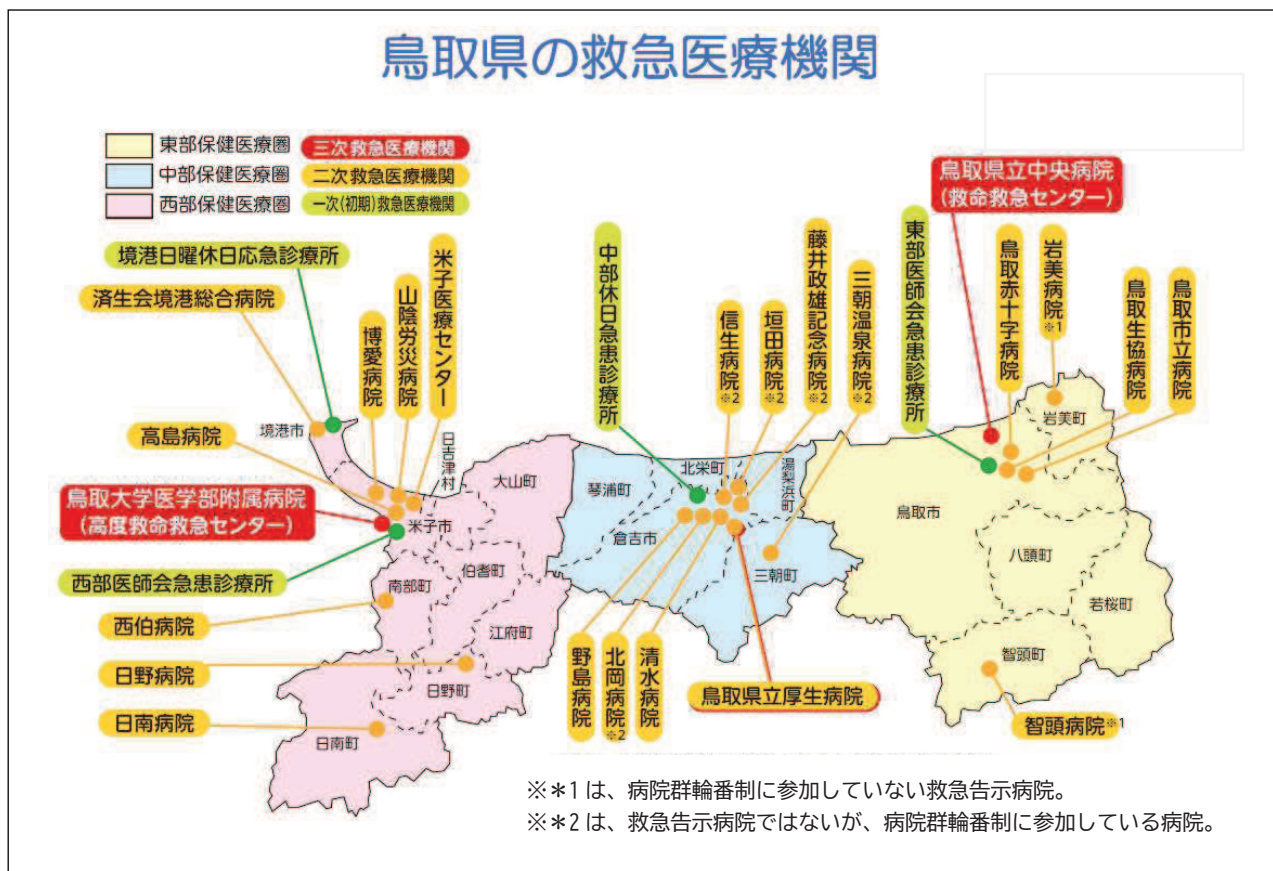 鳥取県の救急医療機関
東部保健医療圏
中部保健医療圏
西部保健医療圏
三次救急医療機関
二次救急医療機関
一次(初期)救急医療機関
境港日曜休日応急診療所
済生会境港総合病院
高島病院
鳥取大学医学部附属病院
(高度救命救急センター)
西部医師会急患診療所
西伯病院
日野病院
日南病院
博愛病院
山陰労災病院
米子医療センター
中部休日急患診療所
信生病院※2
垣田病院※2
藤井政雄記念病院※2
三朝温泉病院※2
東部医師会急患診療所
鳥取県立中央病院
(救命救急センター)
鳥取赤十字病院
岩美病院※1
鳥取生協病院
鳥取市立病院
境港市
日吉津村
米子市
大山町
伯耆町
南部町
江府町
日野町
日南町
琴浦町
北栄町
湯梨浜町
倉吉市
三朝町
鳥取市
岩美町
八頭町
若桜町
智頭町
野島病院
北岡病院※2
清水病院
鳥取県立厚生病院
智頭病院※1
※*1は、病院群輪番制に参加していない救急告示病院。
※*2は、救急告示病院ではないが、病院群輪番制に参加している病院。